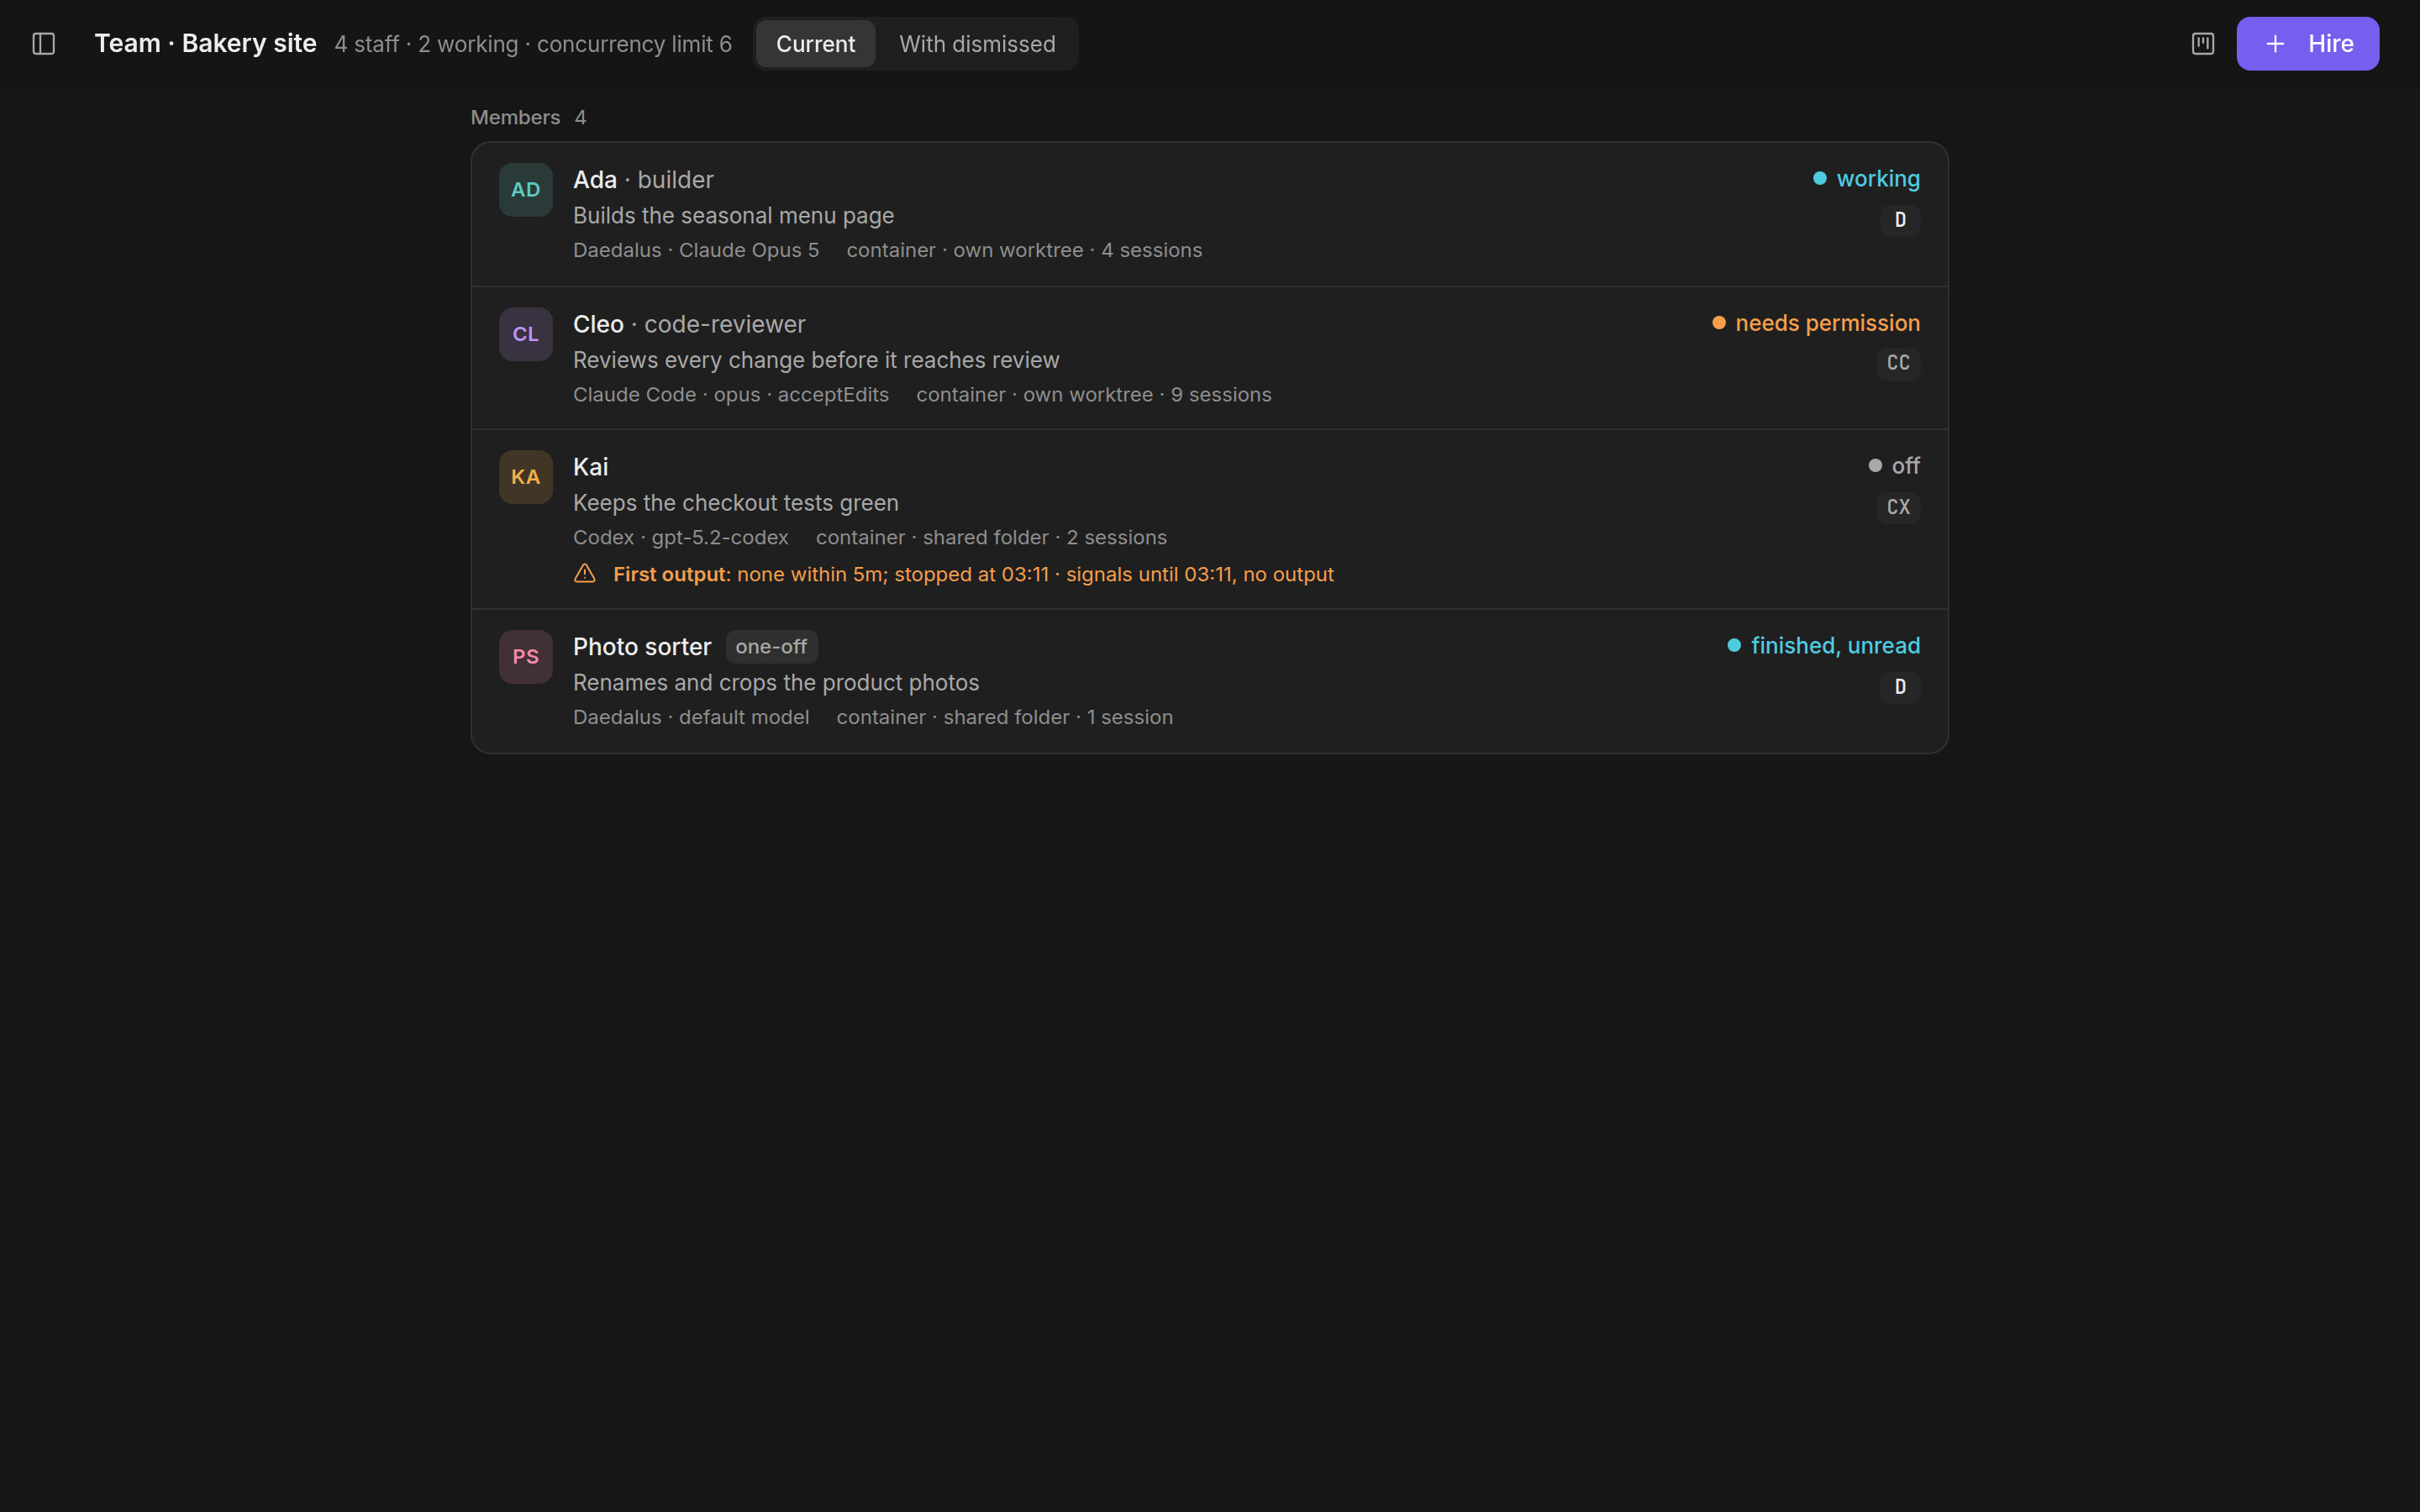 Team · Bakery site 4 staff · 2 working · concurrency limit 6 Current With dismissed + Hire
Members 4
AD Ada · builder working
Builds the seasonal menu page D
Daedalus · Claude Opus 5 container · own worktree · 4 sessions
CL Cleo · code-reviewer needs permission
Reviews every change before it reaches review CC
Claude Code · opus · acceptEdits container · own worktree · 9 sessions
KA Kai off
Keeps the checkout tests green CX
Codex · gpt-5.2-codex container · shared folder · 2 sessions
First output: none within 5m; stopped at 03:11 · signals until 03:11, no output
PS Photo sorter one-off finished, unread
Renames and crops the product photos D
Daedalus · default model container · shared folder · 1 session